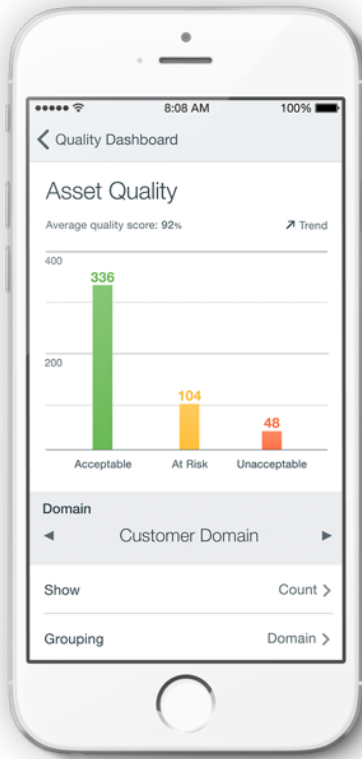 8:08 AM 100%
Quality Dashboard
Asset Quality
Average quality score: 92% Trend
400
336
200
104
48
Acceptable At Risk Unacceptable
Domain
Customer Domain
Show Count
Grouping Domain